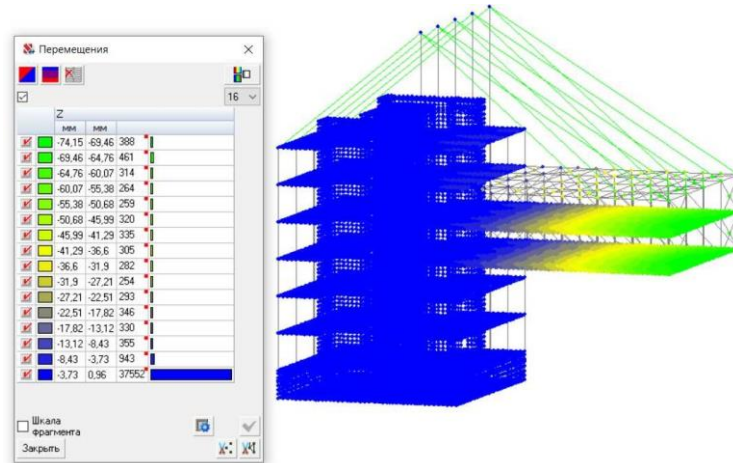 Перемещения
16
Z
мм мм
-74,15 -69,46 388
-69,46 -64,76 461
-64,76 -60,07 314
-60,07 -55,38 264
-55,38 -50,68 259
-50,68 -45,99 320
-45,99 -41,29 335
-41,29 -36,6 305
-36,6 -31,9 282
-31,9 -27,21 254
-27,21 -22,51 293
-22,51 -17,82 346
-17,82 -13,12 330
-13,12 -8,43 355
-8,43 -3,73 943
-3,73 0,96 37552
Шкала
фрагмента
Закрыть